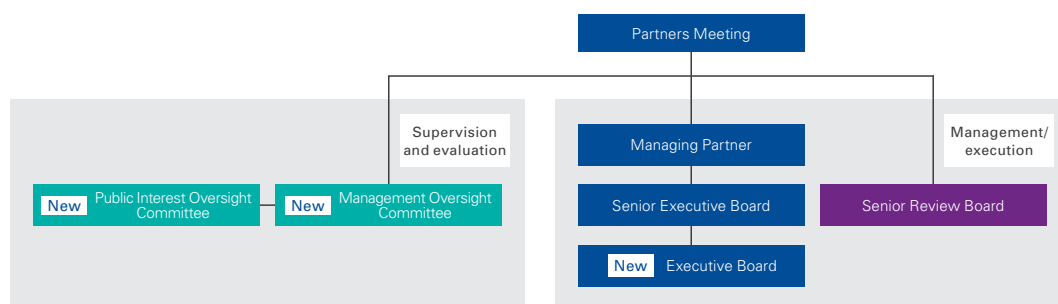 Partners Meeting
Supervision
and evaluation
New Public Interest Oversight
Committee
New Management Oversight
Committee
Management/
execution
Managing Partner
Senior Executive Board
Senior Review Board
New Executive Board